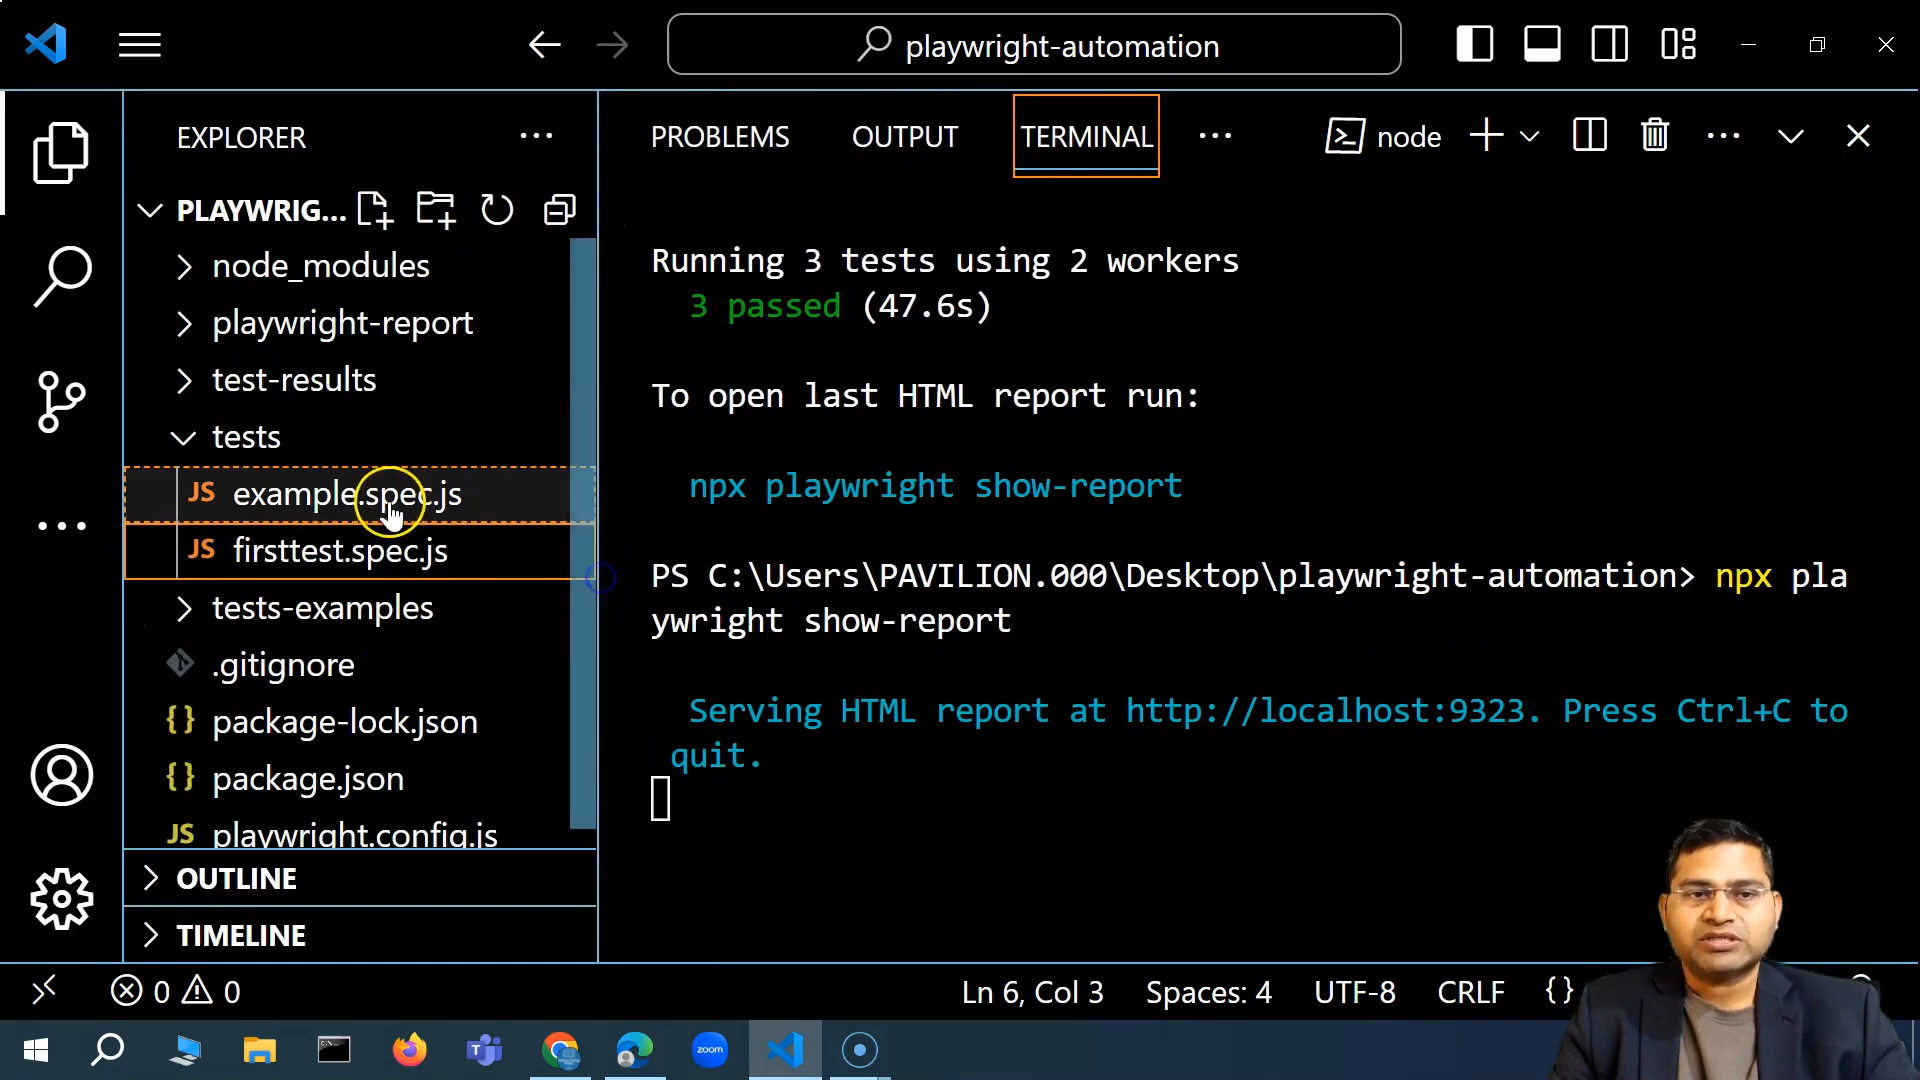 playwright-automation
EXPLORER
PLAYWRIG...
node_modules
playwright-report
test-results
tests
JS example.spec.js
JS firsttest.spec.js
tests-examples
.gitignore
{} package-lock.json
{} package.json
JS playwright.config.js
OUTLINE
TIMELINE
PROBLEMS OUTPUT TERMINAL ... node
Running 3 tests using 2 workers
3 passed (47.6s)
To open last HTML report run:
npx playwright show-report
PS C:\Users\PAVILION.000\Desktop\playwright-automation> npx pla
ywright show-report
Serving HTML report at http://localhost:9323. Press Ctrl+C to
quit.
0 0 Ln 6, Col 3 Spaces: 4 UTF-8 CRLF {}
zoom